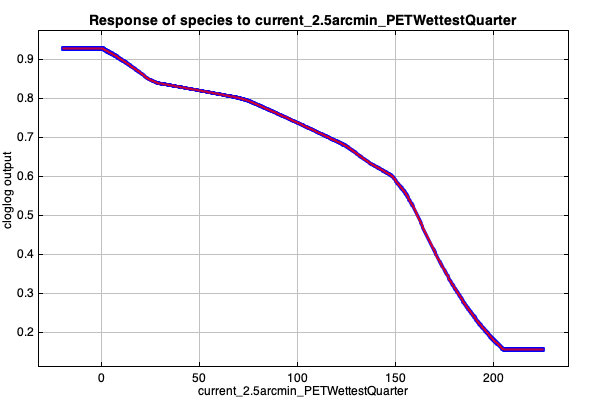 Response of species to current_2.5arcmin_PETWettestQuarter
cloglog output
0.9
0.8
0.7
0.6
0.5
0.4
0.3
0.2
0 50 100 150 200
current_2.5arcmin_PETWettestQuarter